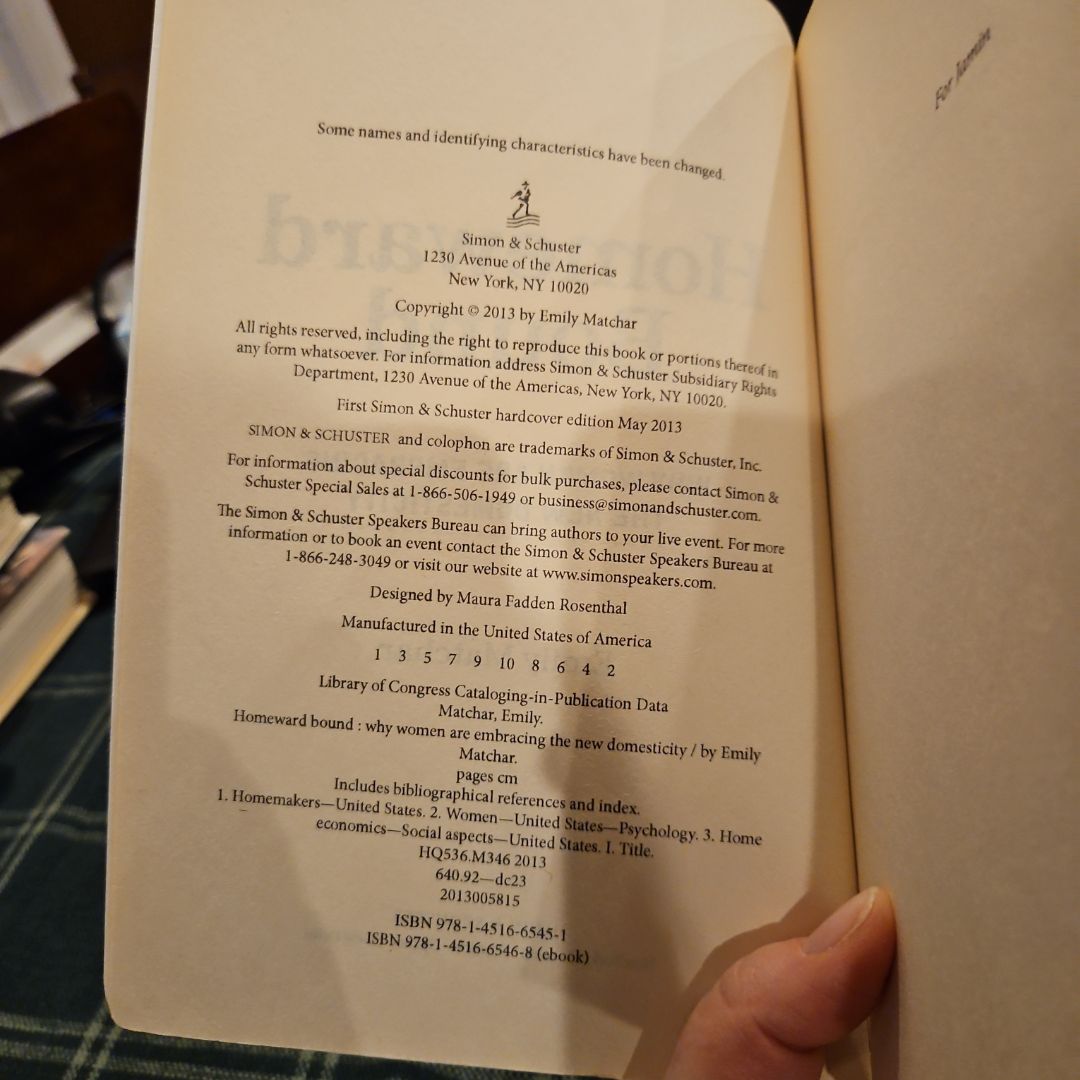 Some names and identifying characteristics have been changed.
Simon & Schuster
1230 Avenue of the Americas
New York, NY 10020
Copyright © 2013 by Emily Matchar
All rights reserved, including the right to reproduce this book or portions thereof in
any form whatsoever. For information address Simon & Schuster Subsidiary Rights
Department, 1230 Avenue of the Americas, New York, NY 10020.
First Simon & Schuster hardcover edition May 2013
SIMON & SCHUSTER and colophon are trademarks of Simon & Schuster, Inc.
For information about special discounts for bulk purchases, please contact Simon &
Schuster Special Sales at 1-866-506-1949 or business@simonandschuster.com.
The Simon & Schuster Speakers Bureau can bring authors to your live event. For more
information or to book an event contact the Simon & Schuster Speakers Bureau at
1-866-248-3049 or visit our website at www.simonspeakers.com.
Designed by Maura Fadden Rosenthal
Manufactured in the United States of America
1 3 5 7 9 10 8 6 4 2
Library of Congress Cataloging-in-Publication Data
Matchar, Emily.
Homeward bound : why women are embracing the new domesticity / by Emily
Matchar.
pages cm
Includes bibliographical references and index.
1. Homemakers—United States. 2. Women—United States—Psychology. 3. Home
economics—Social aspects—United States. I. Title.
HQ536.M346 2013
640.92—dc23
2013005815
ISBN 978-1-4516-6545-1
ISBN 978-1-4516-6546-8 (ebook)
For Jamin